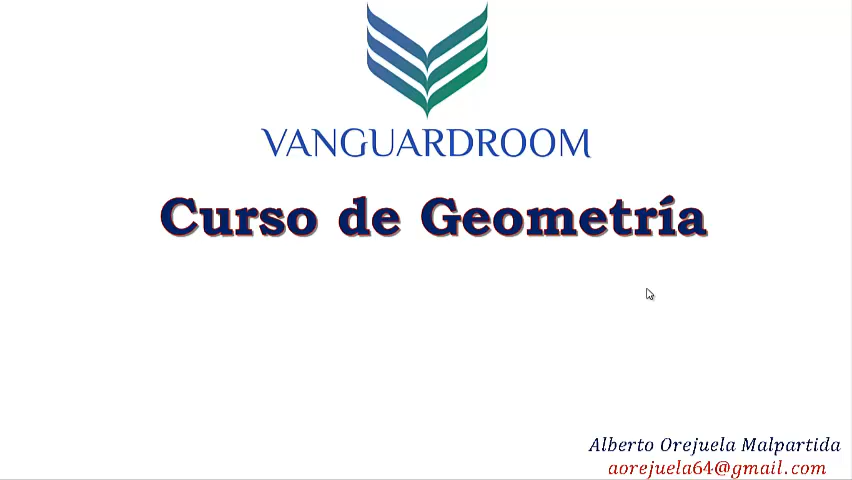 VANGUARDROOM
Curso de Geometría
Alberto Orejuela Malpartida
aorejuela64@gmail.com